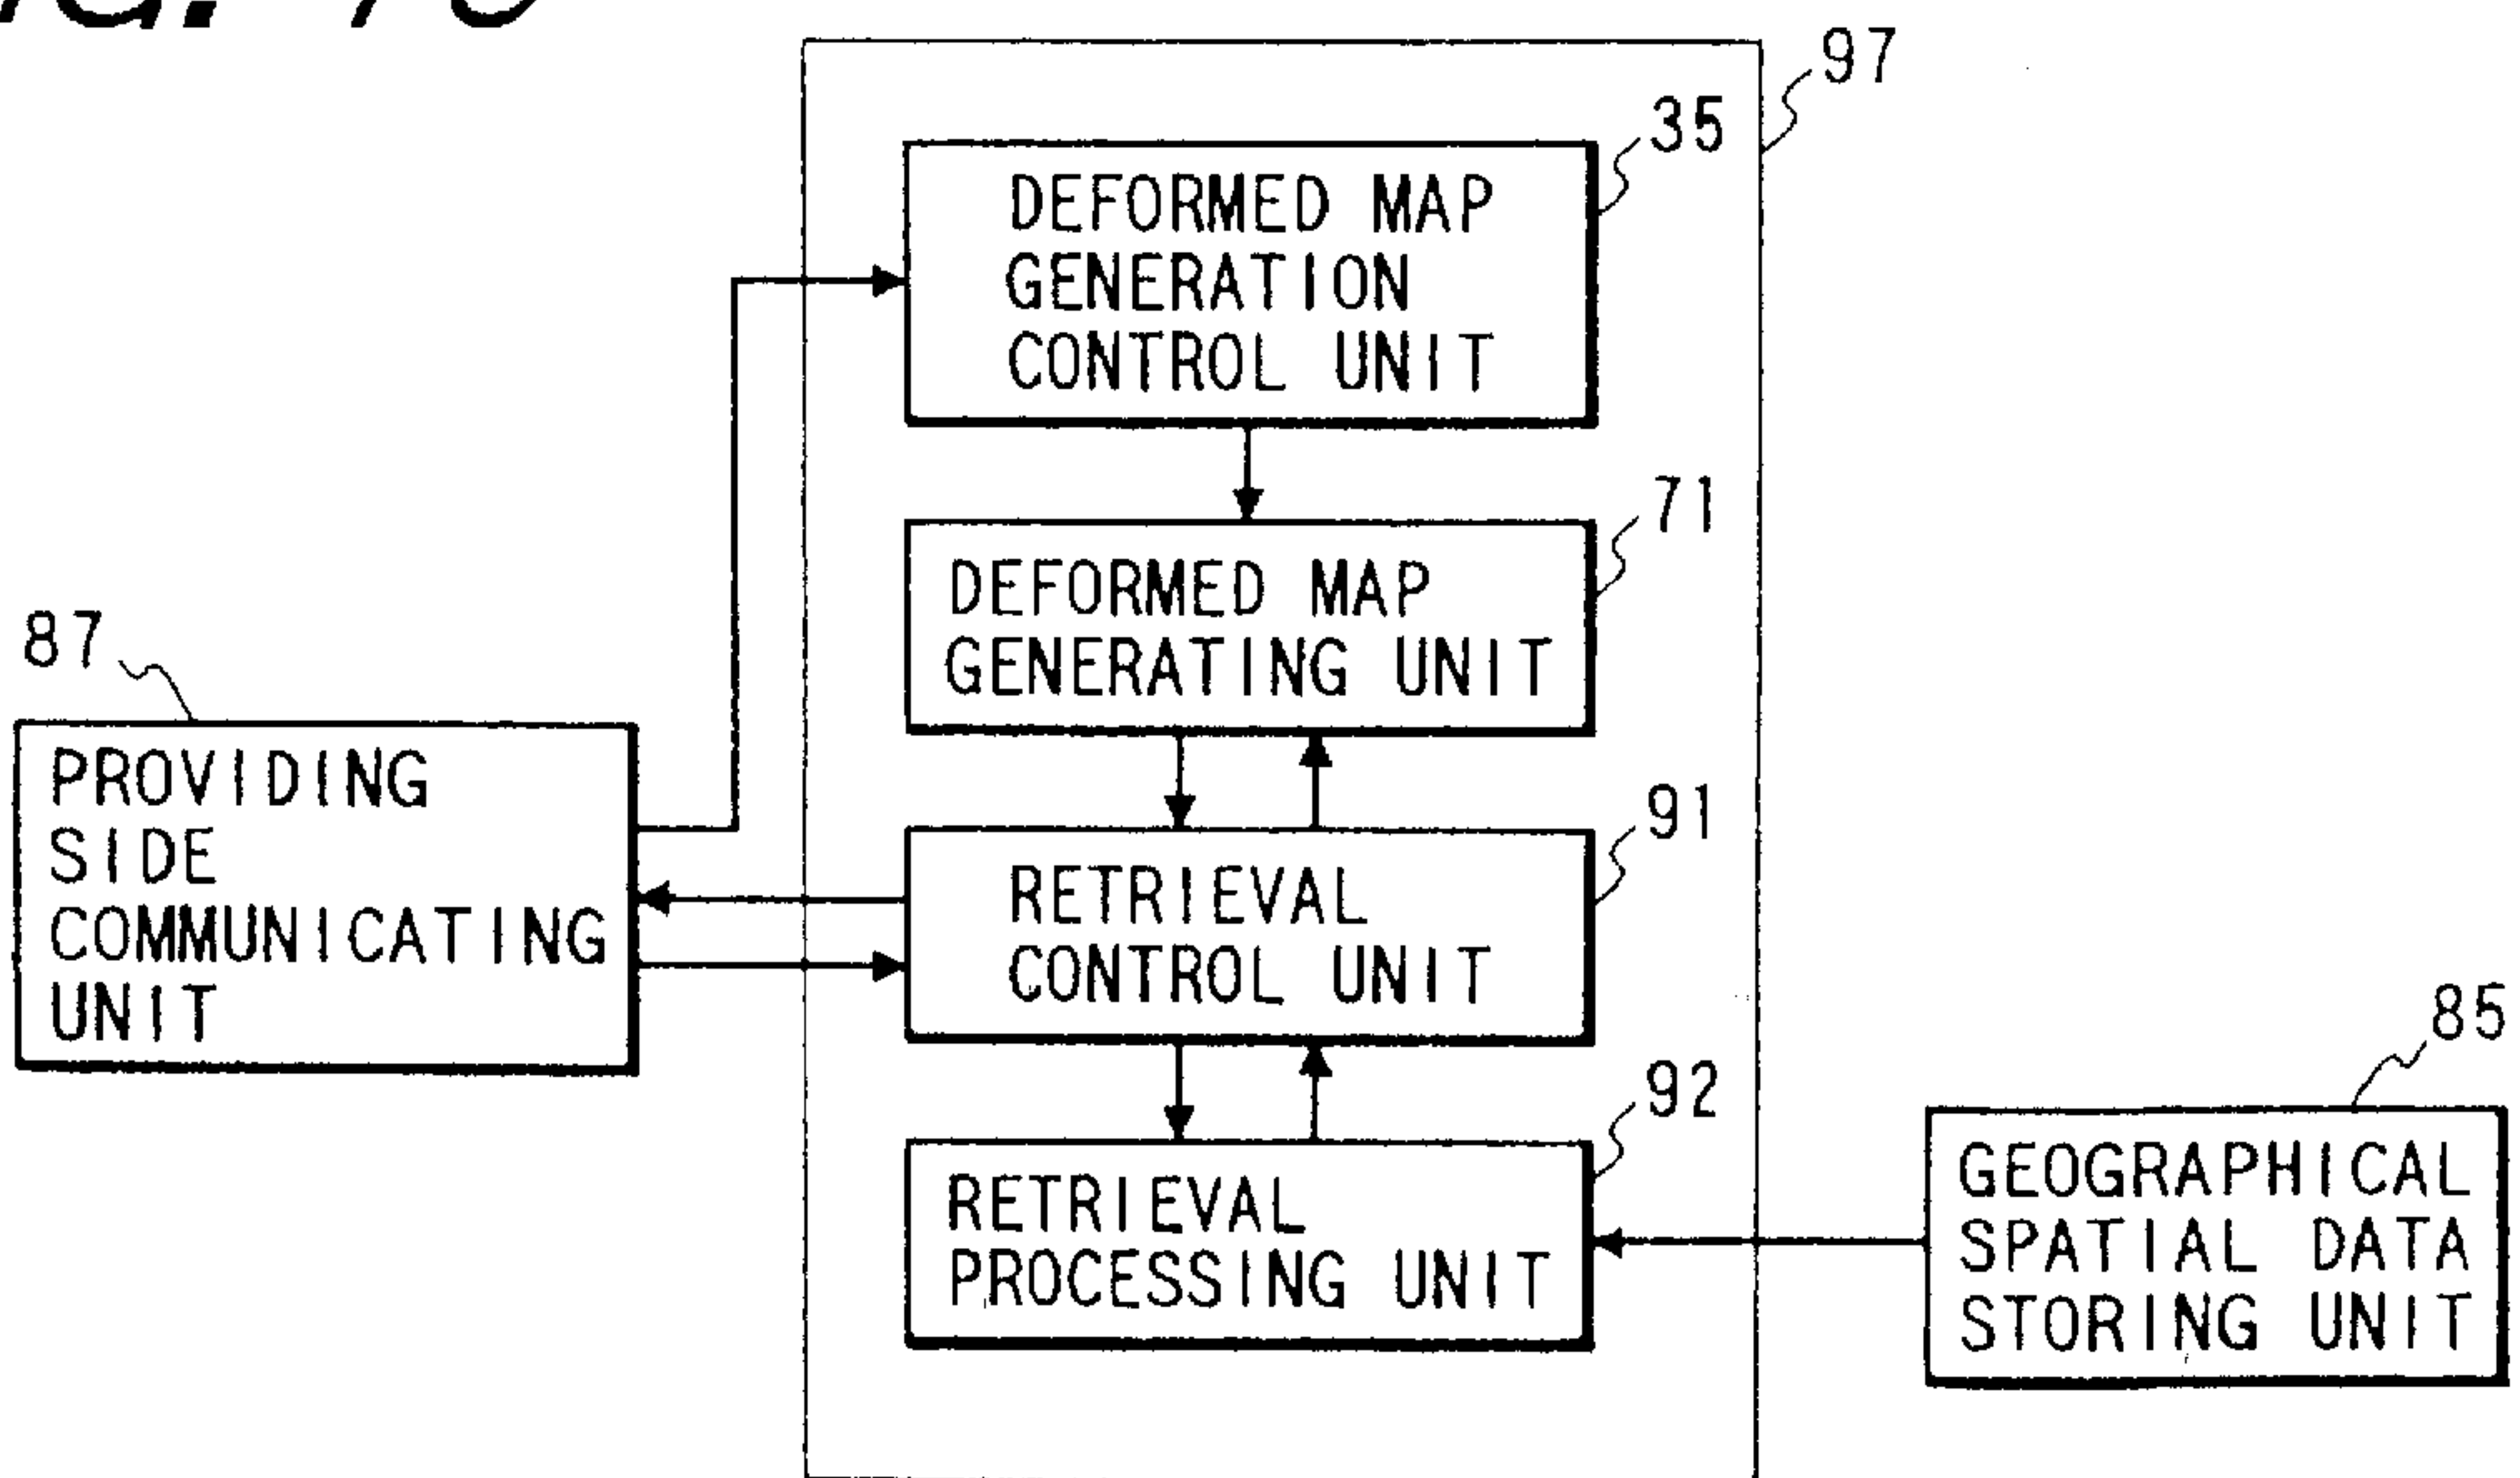 97
35
DEFORMED MAP
GENERATION
CONTROL UNIT
71
DEFORMED MAP
GENERATING UNIT
87
PROVIDING
SIDE
COMMUNICATING
UNIT
91
RETRIEVAL
CONTROL UNIT
92
RETRIEVAL
PROCESSING UNIT
85
GEOGRAPHICAL
SPATIAL DATA
STORING UNIT